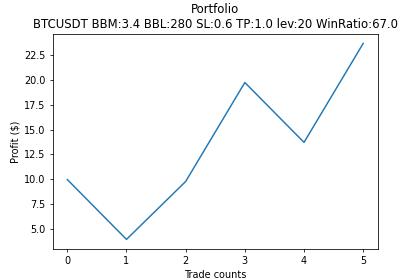 Portfolio
BTCUSDT BBM:3.4 BBL:280 SL:0.6 TP:1.0 lev:20 WinRatio:67.0
Profit ($)
22.5
20.0
17.5
15.0
12.5
10.0
7.5
5.0
0 1 2 3 4 5
Trade counts